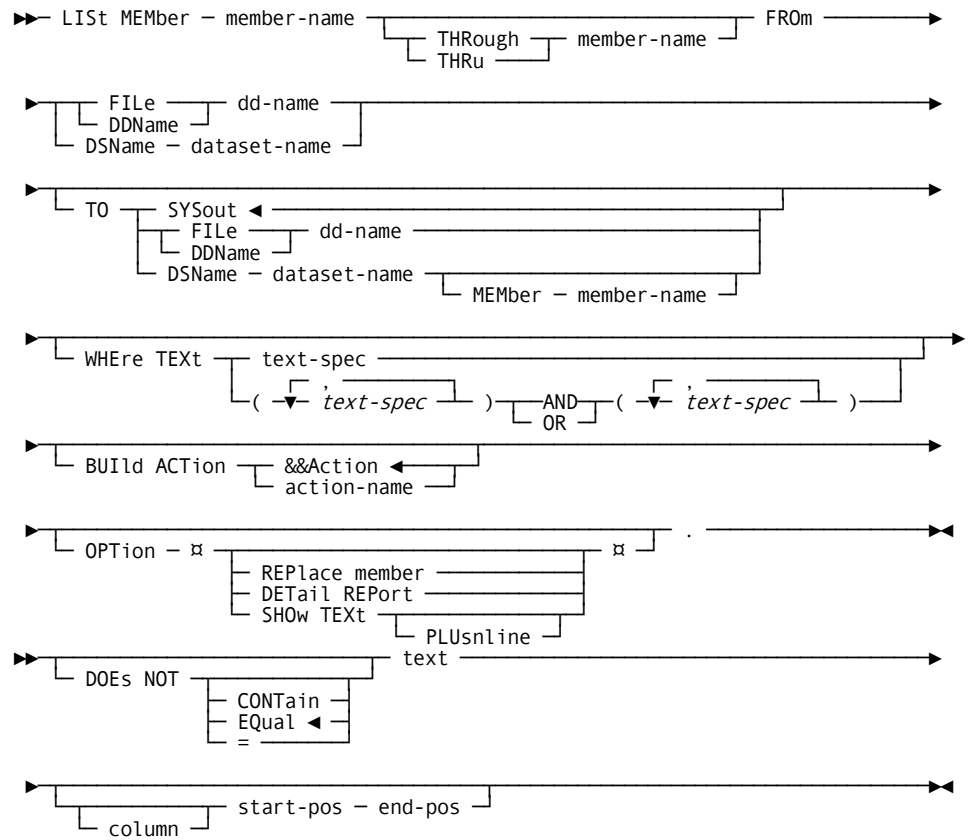 LISt MEMber member-name FROm
THRough member-name
THRu
FILe dd-name
DDName
DSName dataset-name
TO SYSout
FILe dd-name
DDName
DSName dataset-name
MEMber member-name
WHEre TEXt text-spec
, ,
( text-spec ) AND ( text-spec )
OR
BUIld ACTion &&Action
action-name
OPTion ¤ ¤ .
REPlace member
DETail REPort
SHOw TEXt
PLUsnline
text
DOEs NOT
CONTain
EQual
=
start-pos end-pos
column